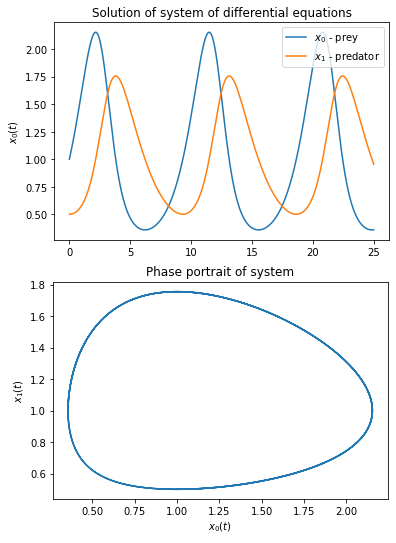 Solution of system of differential equations
x₀(t)
2.00
1.75
1.50
1.25
1.00
0.75
0.50
x₀ - prey
x₁ - predator
0 5 10 15 20 25
Phase portrait of system
x₁(t)
1.8
1.6
1.4
1.2
1.0
0.8
0.6
0.50 0.75 1.00 1.25 1.50 1.75 2.00
x₀(t)